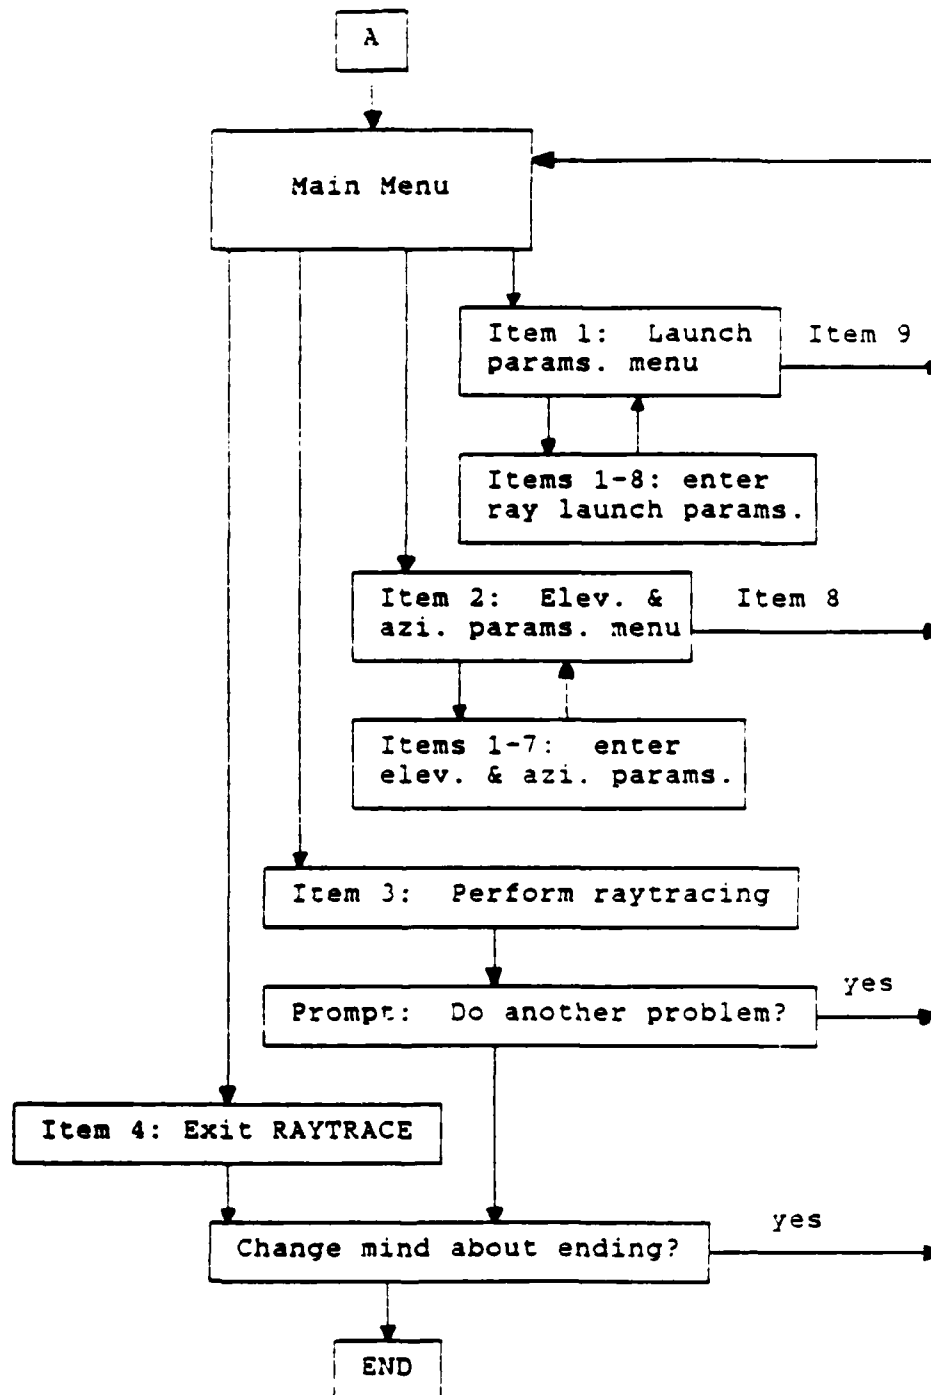 A
Main Menu
Item 1: Launch
params. menu
Item 9
Items 1-8: enter
ray launch params.
Item 2: Elev. &
azi. params. menu
Item 8
Items 1-7: enter
elev. & azi. params.
Item 3: Perform raytracing
Prompt: Do another problem?
yes
Item 4: Exit RAYTRACE
Change mind about ending?
yes
END